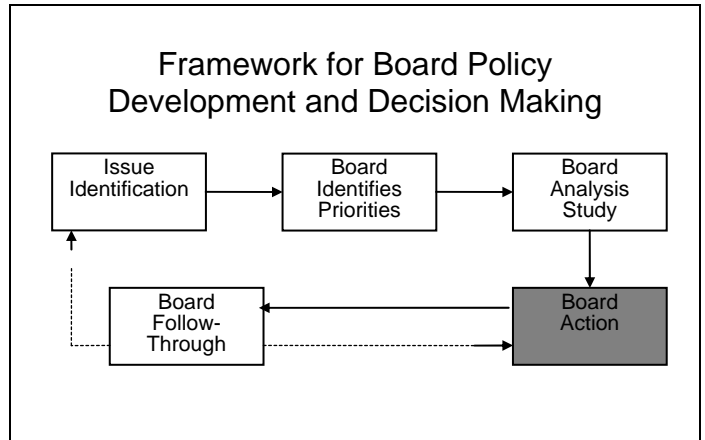 Framework for Board Policy
Development and Decision Making
Issue
Identification
Board
Identifies
Priorities
Board
Analysis
Study
Board
Follow-
Through
Board
Action